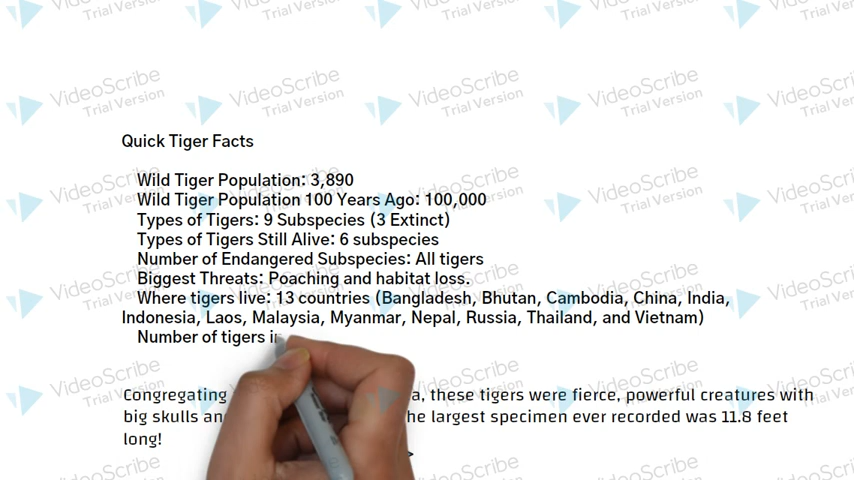 Quick Tiger Facts
Wild Tiger Population: 3,890
Wild Tiger Population 100 Years Ago: 100,000
Types of Tigers: 9 Subspecies (3 Extinct)
Types of Tigers Still Alive: 6 subspecies
Number of Endangered Subspecies: All tigers
Biggest Threats: Poaching and habitat loss.
Where tigers live: 13 countries (Bangladesh, Bhutan, Cambodia, China, India,
Indonesia, Laos, Malaysia, Myanmar, Nepal, Russia, Thailand, and Vietnam)
Number of tigers
Congregating these tigers were fierce, powerful creatures with
big skulls largest specimen ever recorded was 11.8 feet
long!
VideoScribe
Trial Version